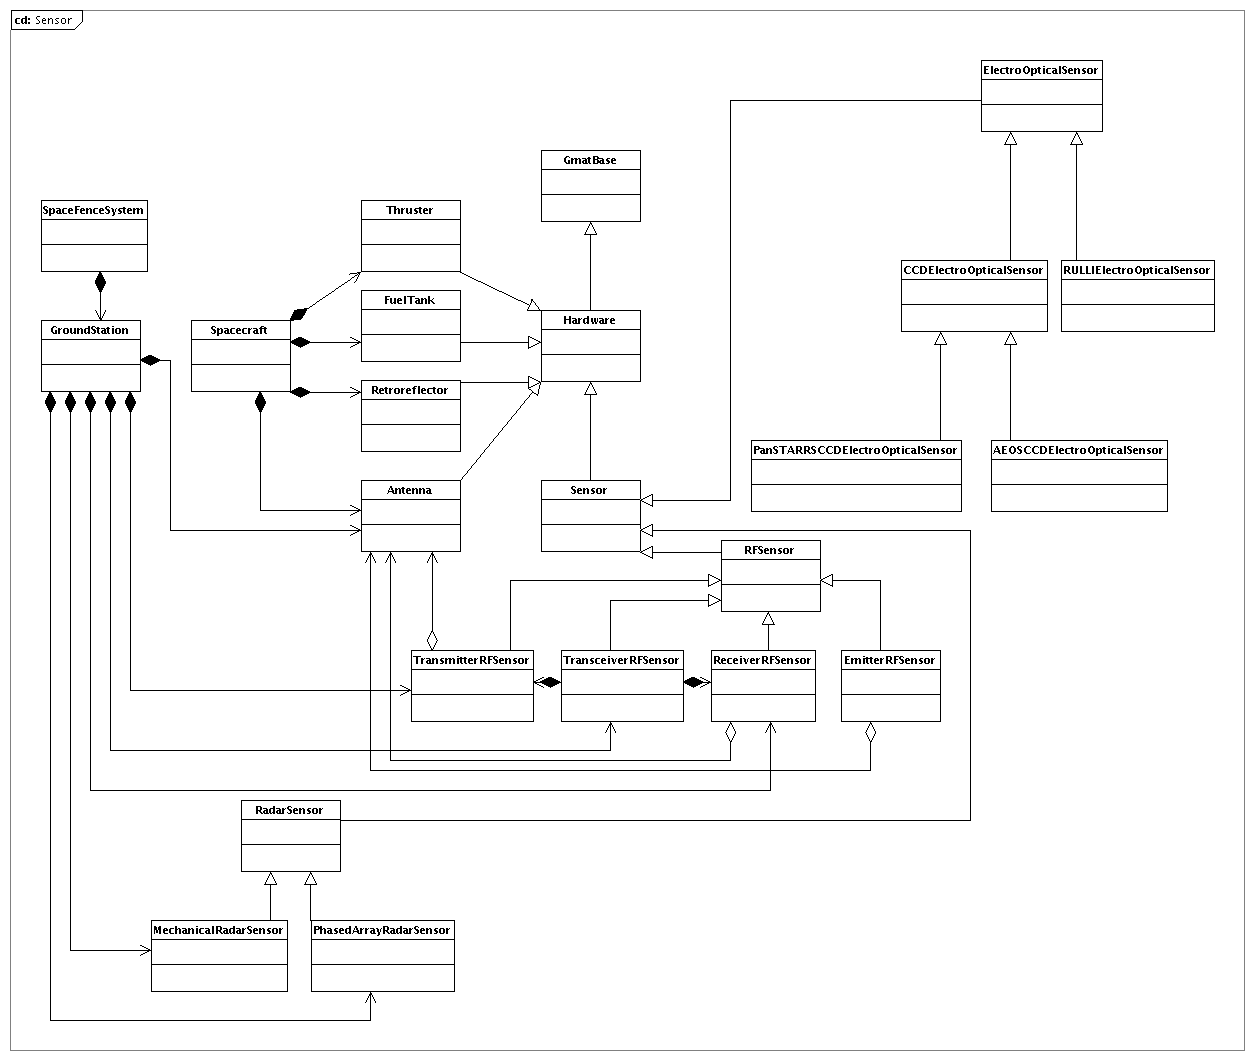 cd: Sensor
ElectroOpticalSensor
GmatBase
SpaceFenceSystem
Thruster
CCDElectroOpticalSensor
RULLIElectroOpticalSensor
FuelTank
GroundStation
Spacecraft
Hardware
Retroreflector
PanSTARRSCCDElectroOpticalSensor
AEOSCCDElectroOpticalSensor
Antenna
Sensor
RFSensor
TransmitterRFSensor
TransceiverRFSensor
ReceiverRFSensor
EmitterRFSensor
RadarSensor
MechanicalRadarSensor
PhasedArrayRadarSensor